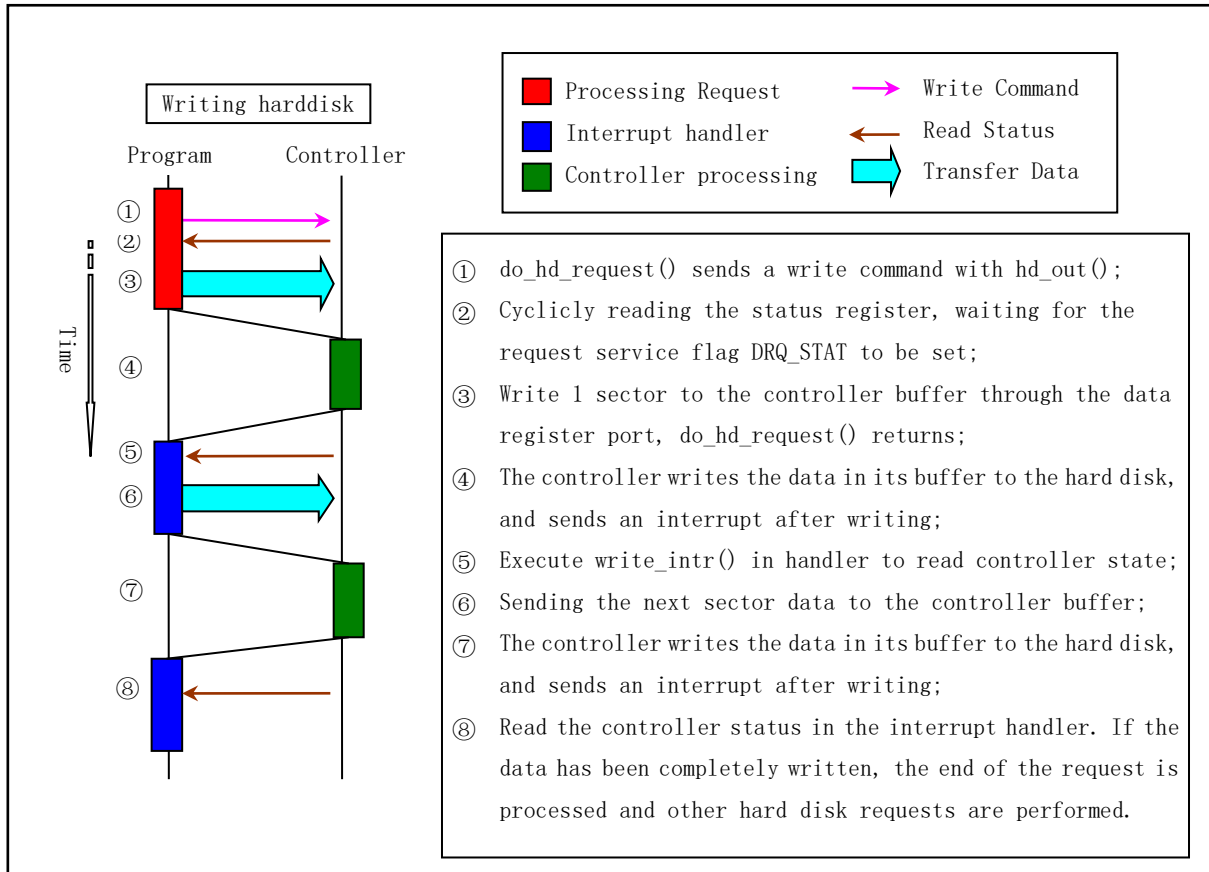 Writing harddisk
Program
Controller
①
②
③
Time
④
⑤
⑥
⑦
⑧
Processing Request
Write Command
Interrupt handler
Read Status
Controller processing
Transfer Data
① do_hd_request() sends a write command with hd_out();
② Cyclicly reading the status register, waiting for the
request service flag DRQ_STAT to be set;
③ Write 1 sector to the controller buffer through the data
register port, do_hd_request() returns;
④ The controller writes the data in its buffer to the hard disk,
and sends an interrupt after writing;
⑤ Execute write_intr() in handler to read controller state;
⑥ Sending the next sector data to the controller buffer;
⑦ The controller writes the data in its buffer to the hard disk,
and sends an interrupt after writing;
⑧ Read the controller status in the interrupt handler. If the
data has been completely written, the end of the request is
processed and other hard disk requests are performed.